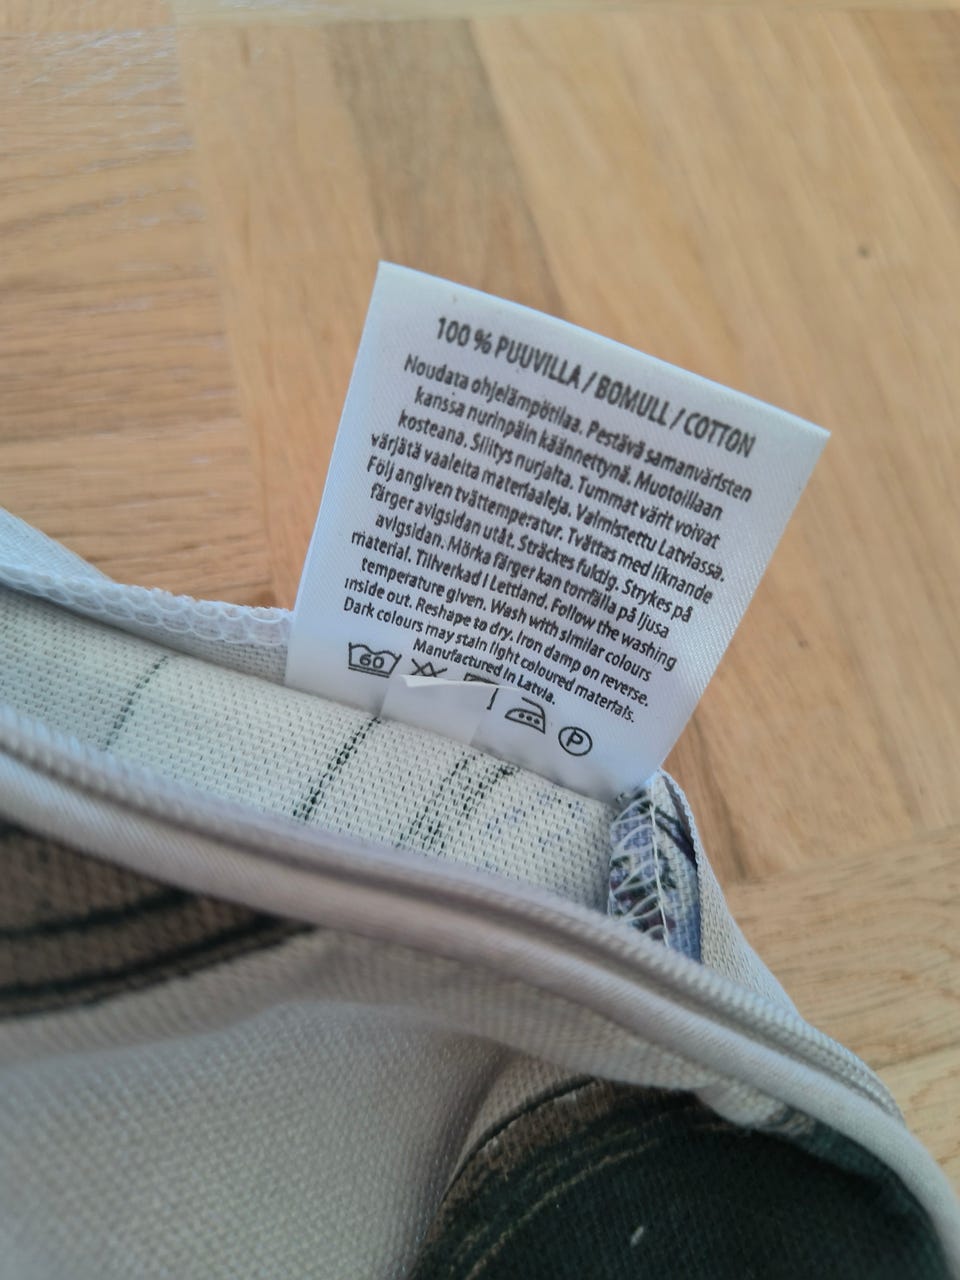 100 % PUUVILLA / BOMULL / COTTON
Noudata ohjelämpötilaa. Pestävä samanväristen
kanssa nurinpäin käännettynä. Muotoillaan
kosteana. Silitys nurjalta. Tummat värit voivat
värjätä vaaleita materiaaleja. Valmistettu Latviassa.
Följ angiven tvättemperatur. Tvättas med liknande
färger avigsidan utåt. Sträckes fuktig. Strykes på
avigsidan. Mörka färger kan torrfälla på ljusa
material. Tillverkad i Lettland. Follow the washing
temperature given. Wash with similar colours
inside out. Reshape to dry. Iron damp on reverse.
Dark colours may stain light coloured materials.
Manufactured in Latvia.
60 P